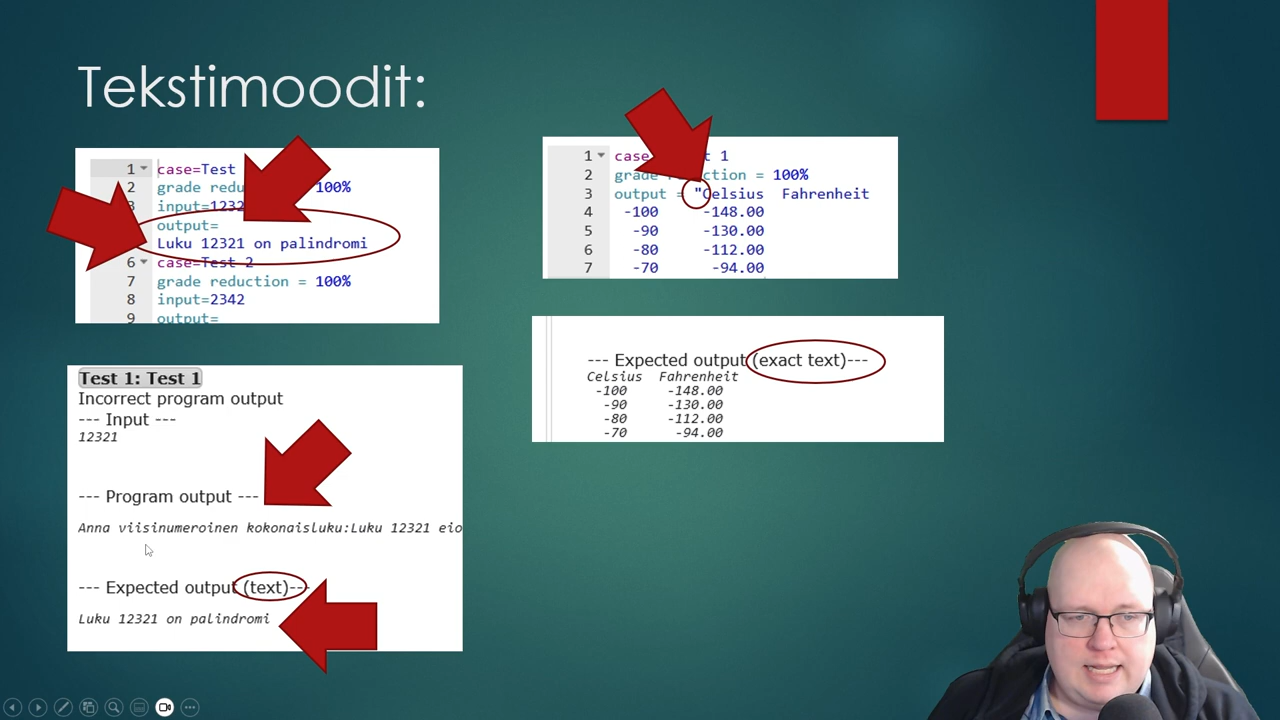 Tekstimoodit:
1 case=Test
2 grade redu 100%
input=1232
output=
Luku 12321 on palindromi
6 case=Test 2
7 grade reduction = 100%
8 input=2342
9 output=
1 case t 1
2 grade reduction = 100%
3 output = "Celsius Fahrenheit
4 -100 -148.00
5 -90 -130.00
6 -80 -112.00
7 -70 -94.00
Test 1: Test 1
Incorrect program output
--- Input ---
12321
--- Program output ---
Anna viisinumeroinen kokonaisluku:Luku 12321 eio
--- Expected output (text)---
Luku 12321 on palindromi
--- Expected output (exact text)---
Celsius Fahrenheit
-100 -148.00
-90 -130.00
-80 -112.00
-70 -94.00